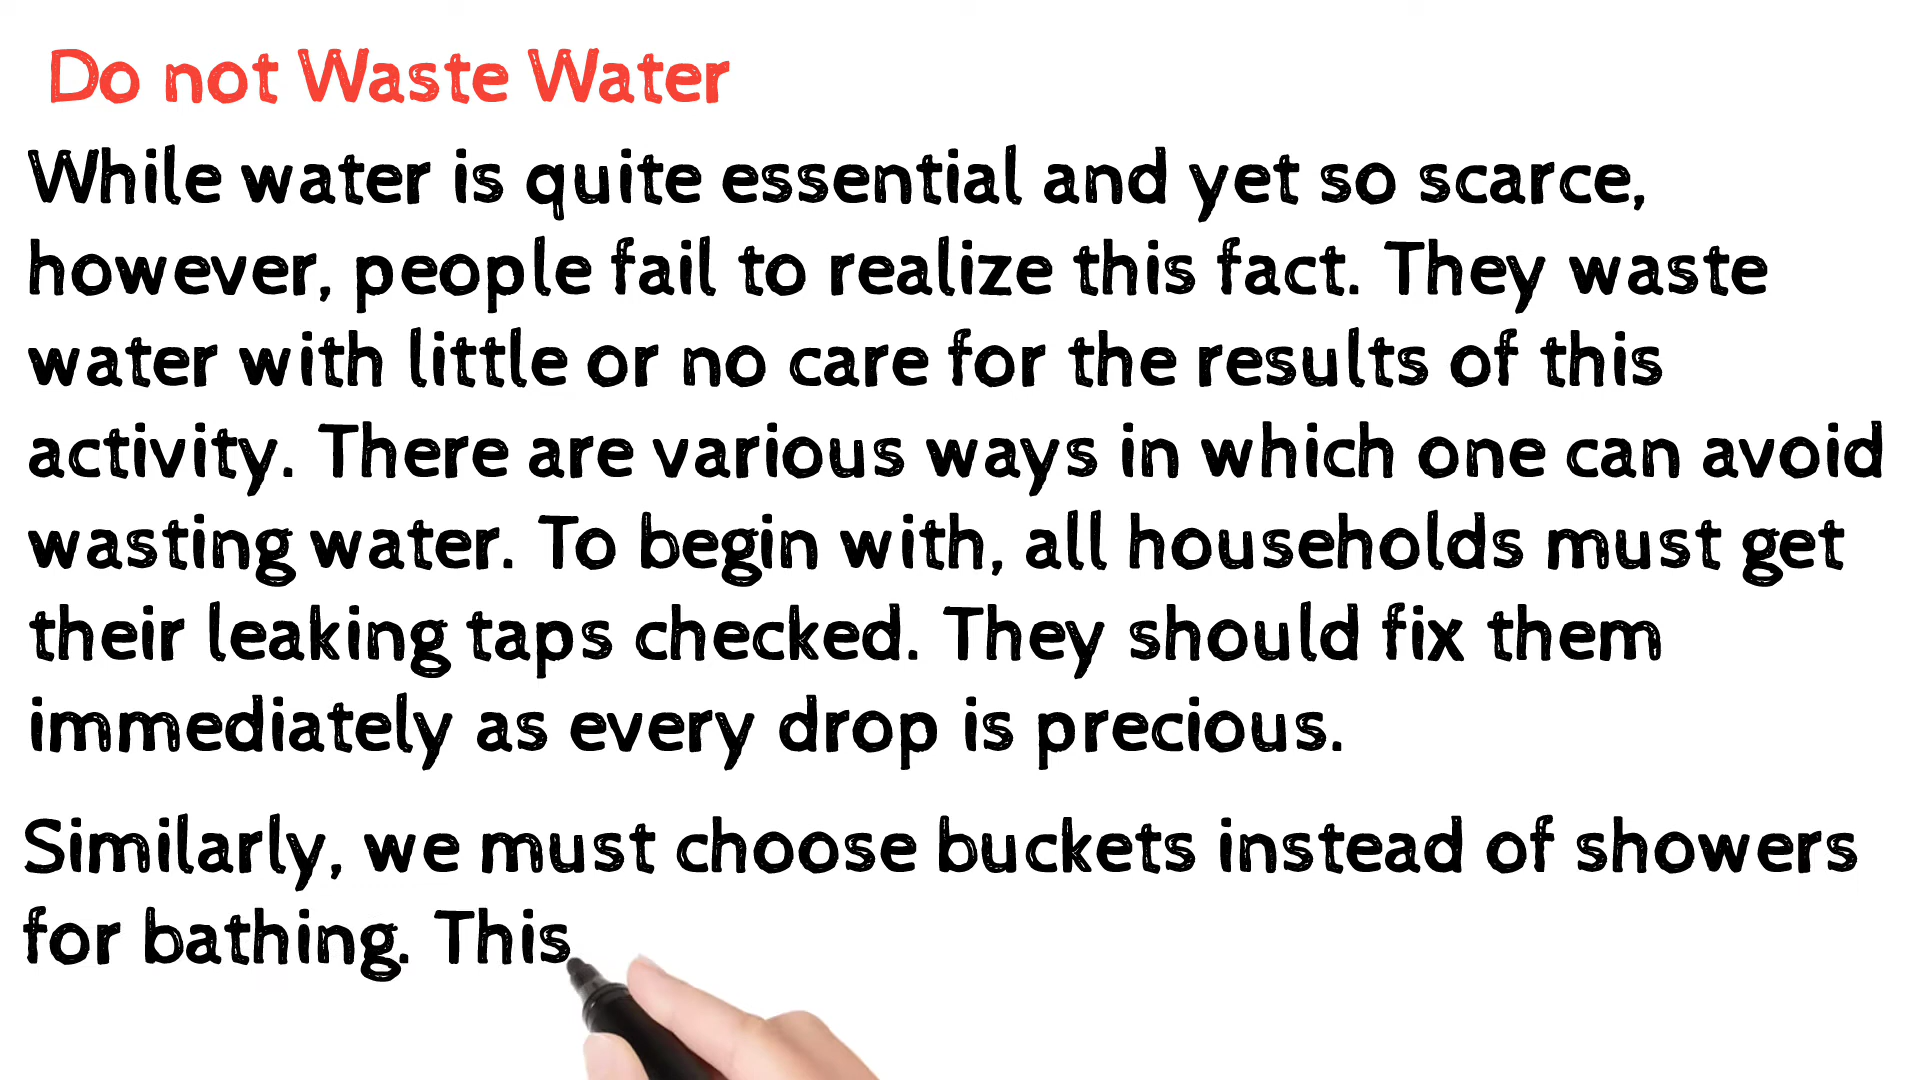 Do not Waste Water
While water is quite essential and yet so scarce,
however, people fail to realize this fact. They waste
water with little or no care for the results of this
activity. There are various ways in which one can avoid
wasting water. To begin with, all households must get
their leaking taps checked. They should fix them
immediately as every drop is precious.
Similarly, we must choose buckets instead of showers
for bathing. This